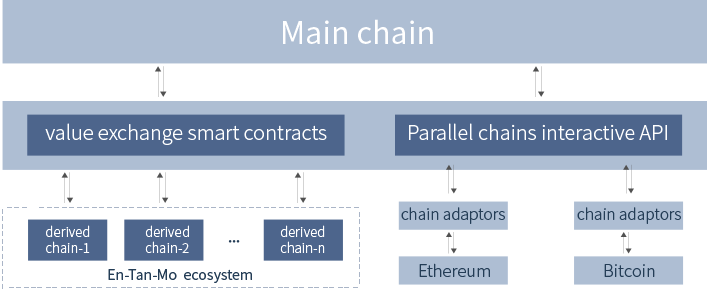 Main chain
value exchange smart contracts
Parallel chains interactive API
derived
chain-1
derived
chain-2
...
derived
chain-n
En-Tan-Mo ecosystem
chain adaptors
chain adaptors
Ethereum
Bitcoin